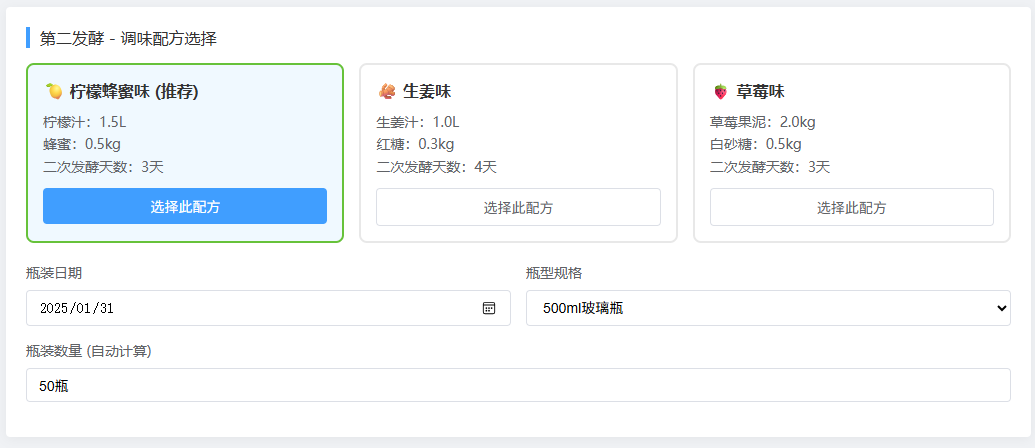 第二发酵 - 调味配方选择
🍋 柠檬蜂蜜味 (推荐)
柠檬汁：1.5L
蜂蜜：0.5kg
二次发酵天数：3天
选择此配方
🫚 生姜味
生姜汁：1.0L
红糖：0.3kg
二次发酵天数：4天
选择此配方
🍓 草莓味
草莓果泥：2.0kg
白砂糖：0.5kg
二次发酵天数：3天
选择此配方
瓶装日期
2025/01/31
瓶型规格
500ml玻璃瓶
瓶装数量 (自动计算)
50瓶